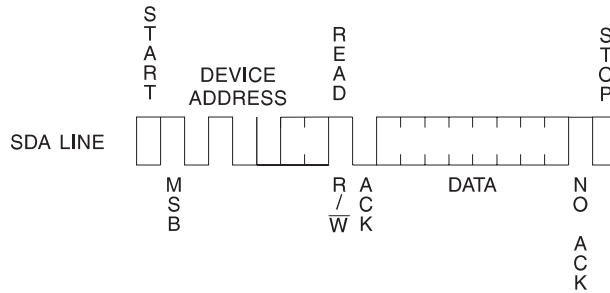 START
READ
STOP
DEVICE
ADDRESS
SDA LINE
MSB
R/W
ACK
DATA
NO ACK